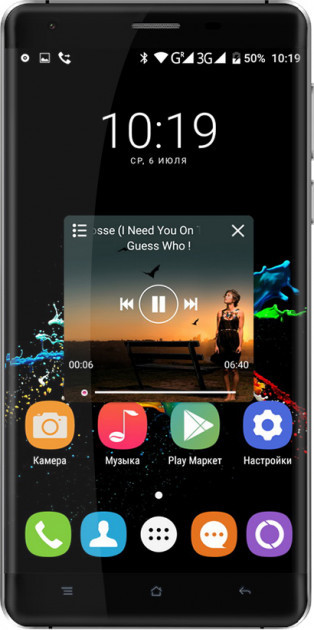 G R 3G 50% 10:19
10:19
СР, 6 ИЮЛЯ
osse (I Need You On
Guess Who !
00:06 06:40
Камера Музыка Play Маркет Настройки